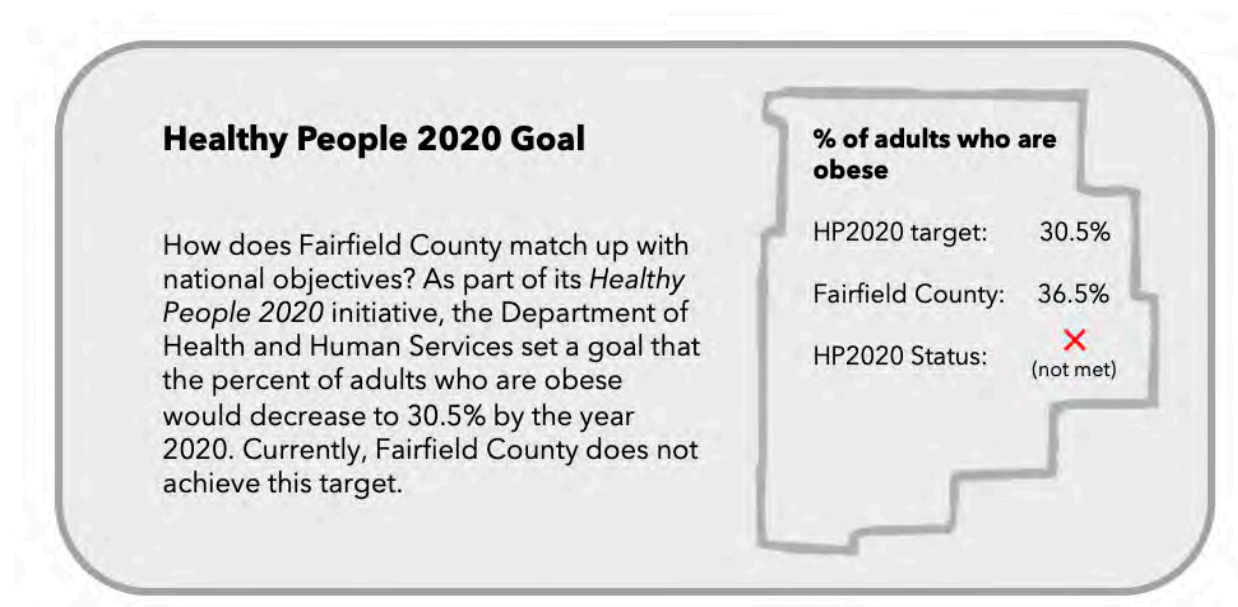 Healthy People 2020 Goal
How does Fairfield County match up with
national objectives? As part of its Healthy
People 2020 initiative, the Department of
Health and Human Services set a goal that
the percent of adults who are obese
would decrease to 30.5% by the year
2020. Currently, Fairfield County does not
achieve this target.
% of adults who are
obese
HP2020 target: 30.5%
Fairfield County: 36.5%
HP2020 Status:
(not met)